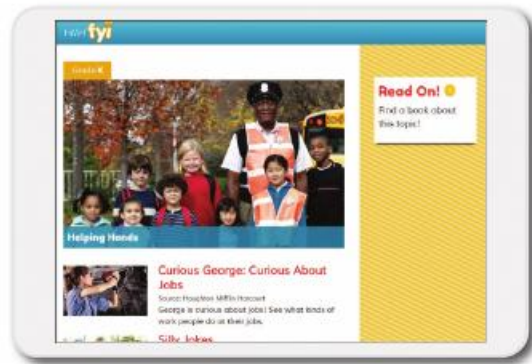 HMH fyi
Grade K
Read On!
Find a book about
this topic!
Helping Hands
Curious George: Curious About
Jobs
Source: Houghton Mifflin Harcourt
George is curious about jobs! See what kinds of
work people do at their jobs.
Silly Jokes